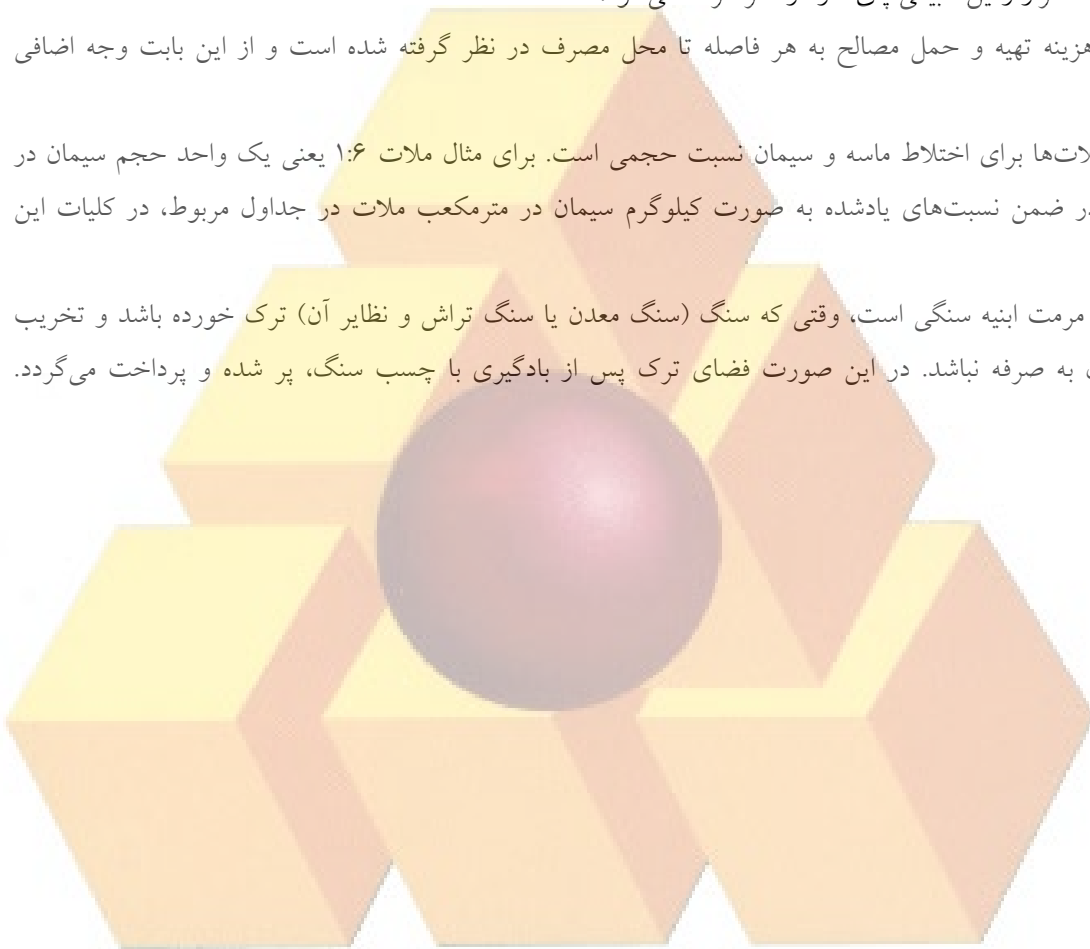 هزینه تهیه و حمل مصالح به هر فاصله تا محل مصرف در نظر گرفته شده است و از این بابت وجه اضافی
لات‌ها برای اختلاط ماسه و سیمان نسبت حجمی است. برای مثال ملات ۱:۶ یعنی یک واحد حجم سیمان در
در ضمن نسبت‌های یادشده به صورت کیلوگرم سیمان در مترمکعب ملات در جداول مربوط، در کلیات این
مرمت ابنیه سنگی است، وقتی که سنگ (سنگ معدن یا سنگ تراش و نظایر آن) ترک خورده باشد و تخریب
به صرفه نباشد. در این صورت فضای ترک پس از بادگیری با چسب سنگ، پر شده و پرداخت می‌گردد.